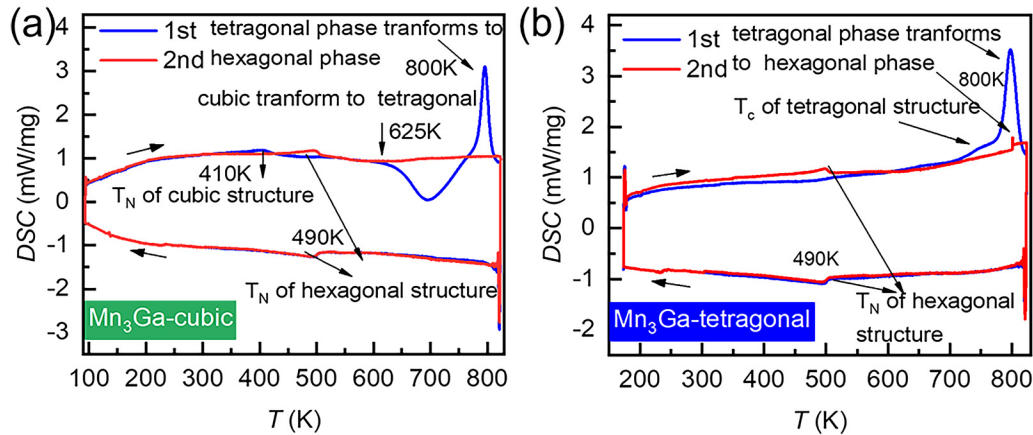 (a)
1st tetragonal phase tranforms to
2nd hexagonal phase
800K
cubic tranform to tetragonal
625K
410K
T_N of cubic structure
490K
T_N of hexagonal structure
Mn₃Ga-cubic
DSC (mW/mg)
4
3
2
1
0
-1
-2
-3
100 200 300 400 500 600 700 800
T (K)
(b)
1st tetragonal phase tranforms
2nd to hexagonal phase
800K
T_c of tetragonal structure
490K
T_N of hexagonal
structure
Mn₃Ga-tetragonal
DSC (mW/mg)
4
3
2
1
0
-1
-2
200 300 400 500 600 700 800
T (K)